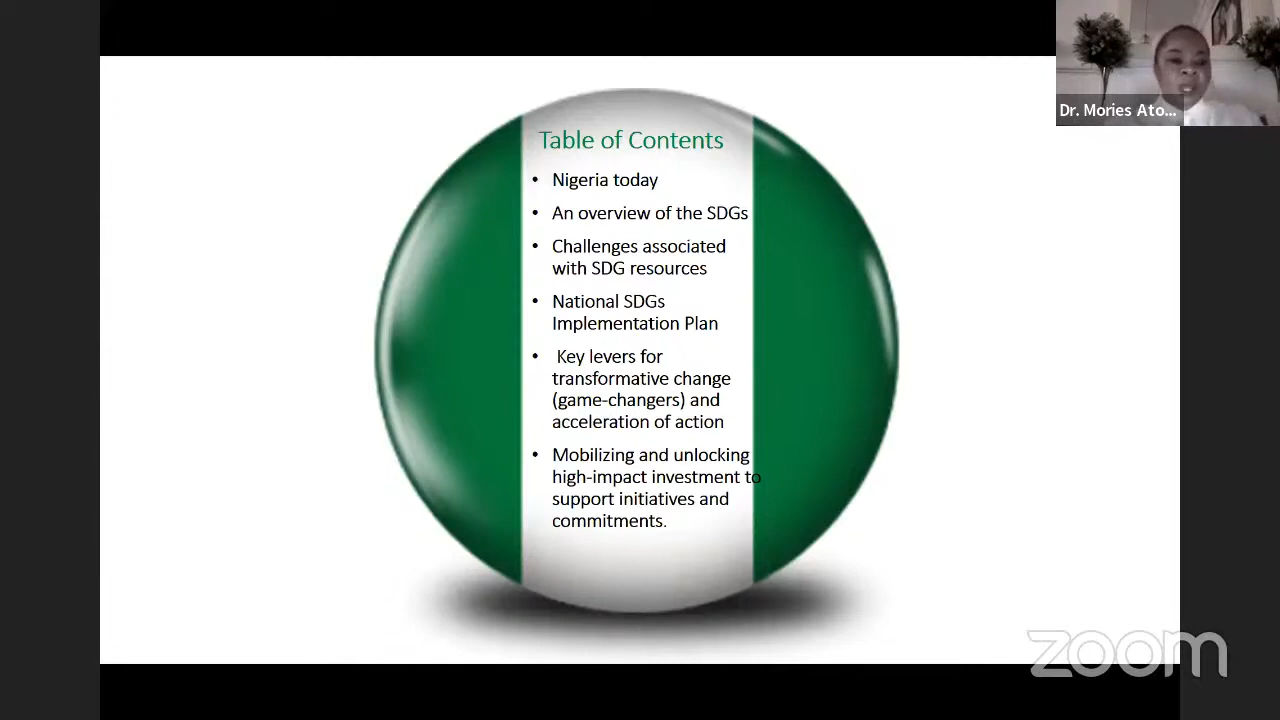 Table of Contents
• Nigeria today
• An overview of the SDGs
• Challenges associated
with SDG resources
• National SDGs
Implementation Plan
• Key levers for
transformative change
(game-changers) and
acceleration of action
• Mobilizing and unlocking
high-impact investment to
support initiatives and
commitments.
Dr. Mories Ato...
zoom